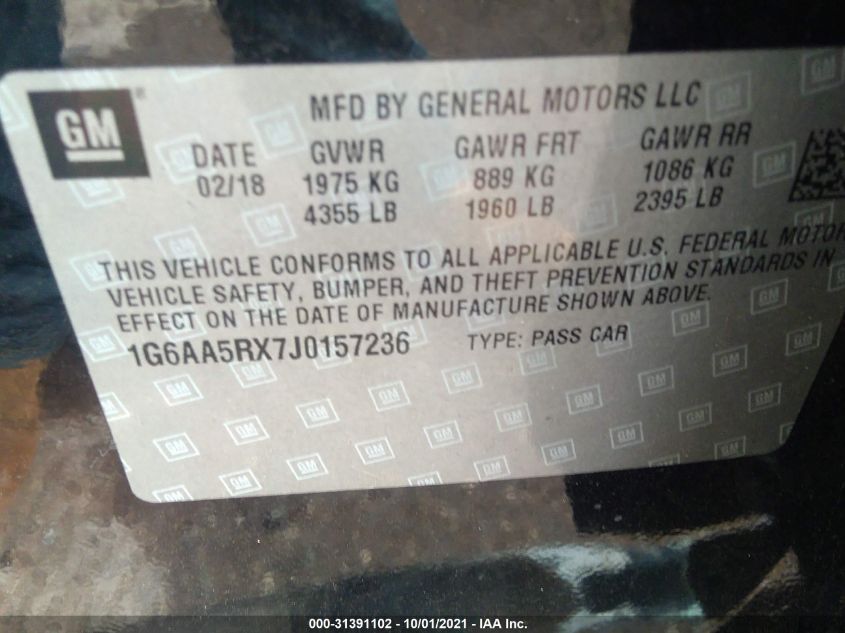 GM
MFD BY GENERAL MOTORS LLC
DATE GVWR GAWR FRT GAWR RR
02/18 1975 KG 889 KG 1086 KG
4355 LB 1960 LB 2395 LB
THIS VEHICLE CONFORMS TO ALL APPLICABLE U.S. FEDERAL MOTOR
VEHICLE SAFETY, BUMPER, AND THEFT PREVENTION STANDARDS IN
EFFECT ON THE DATE OF MANUFACTURE SHOWN ABOVE.
1G6AA5RX7J0157236 TYPE: PASS CAR
000-31391102 - 10/01/2021 - IAA Inc.